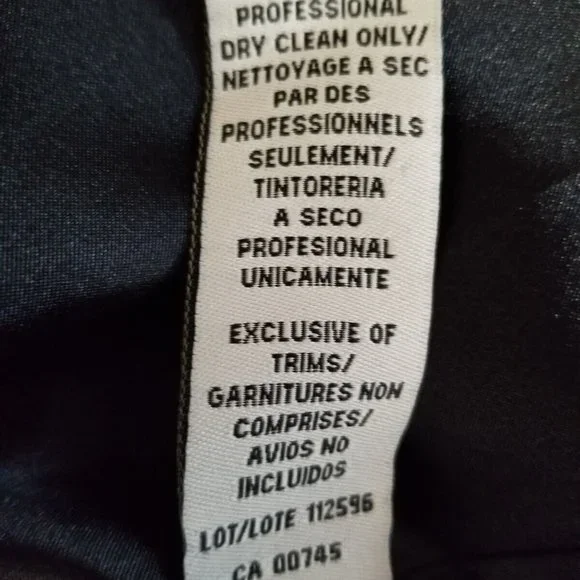 PROFESSIONAL
DRY CLEAN ONLY/
NETTOYAGE A SEC
PAR DES
PROFESSIONNELS
SEULEMENT/
TINTORERIA
A SECO
PROFESIONAL
UNICAMENTE
EXCLUSIVE OF
TRIMS/
GARNITURES NON
COMPRISES/
AVIOS NO
INCLUIDOS
LOT/LOTE 112596
CA 00745